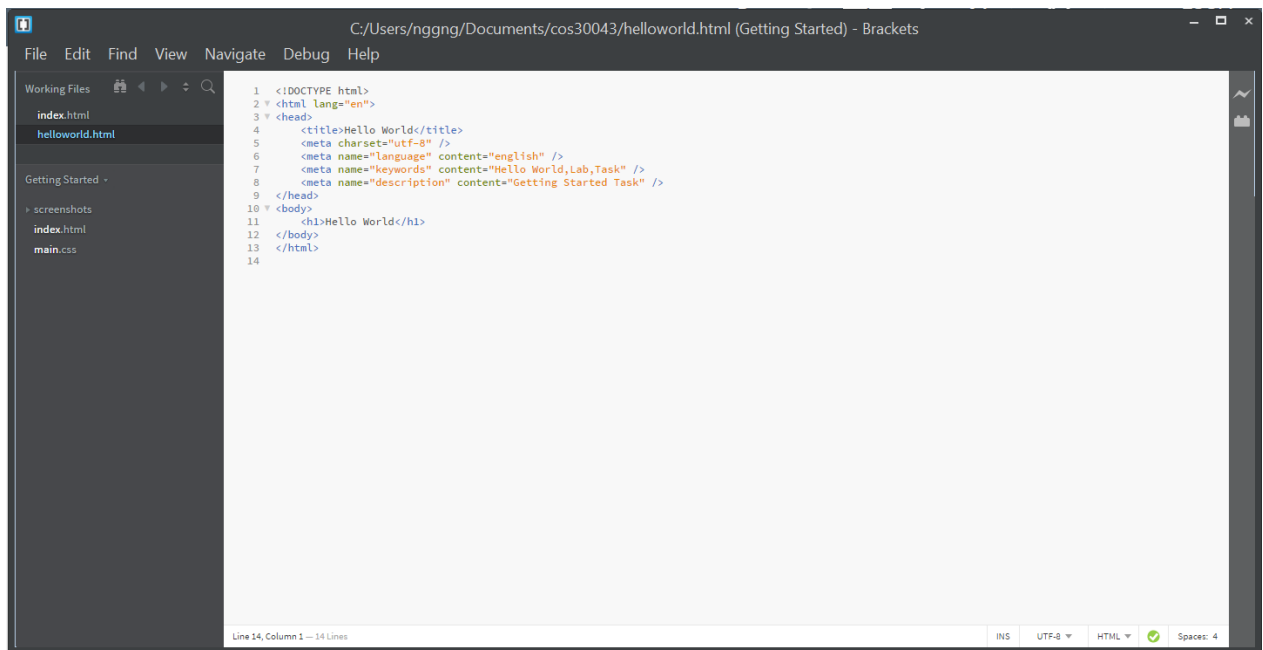 C:/Users/nggng/Documents/cos30043/helloworld.html (Getting Started) - Brackets
File Edit Find View Navigate Debug Help
Working Files
index.html
helloworld.html
Getting Started
screenshots
index.html
main.css
1 <!DOCTYPE html>
2 <html lang="en">
3 <head>
4 <title>Hello World</title>
5 <meta charset="utf-8" />
6 <meta name="language" content="english" />
7 <meta name="keywords" content="Hello World,Lab,Task" />
8 <meta name="description" content="Getting Started Task" />
9 </head>
10 <body>
11 <h1>Hello World</h1>
12 </body>
13 </html>
14
Line 14, Column 1 — 14 Lines
INS UTF-8 HTML Spaces: 4